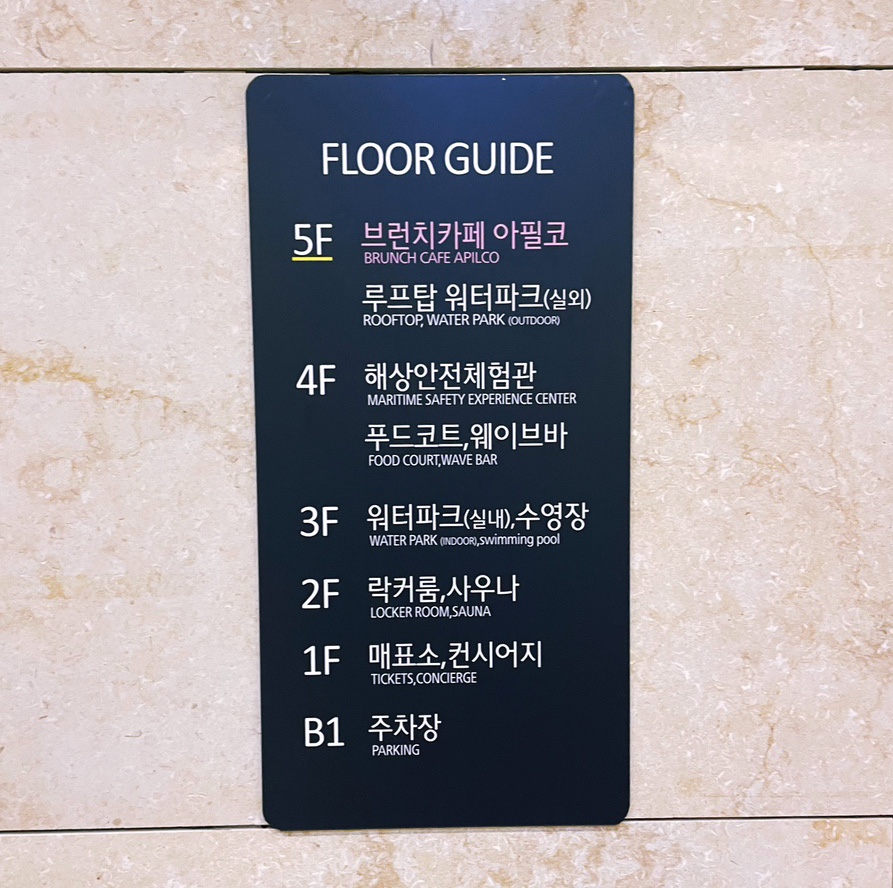 FLOOR GUIDE
5F 브런치카페 아필코
BRUNCH CAFE APILCO
루프탑 워터파크(실외)
ROOFTOP, WATER PARK (OUTDOOR)
4F 해상안전체험관
MARITIME SAFETY EXPERIENCE CENTER
푸드코트,웨이브바
FOOD COURT,WAVE BAR
3F 워터파크(실내),수영장
WATER PARK (INDOOR),swimming pool
2F 락커룸,사우나
LOCKER ROOM,SAUNA
1F 매표소,컨시어지
TICKETS,CONCIERGE
B1 주차장
PARKING